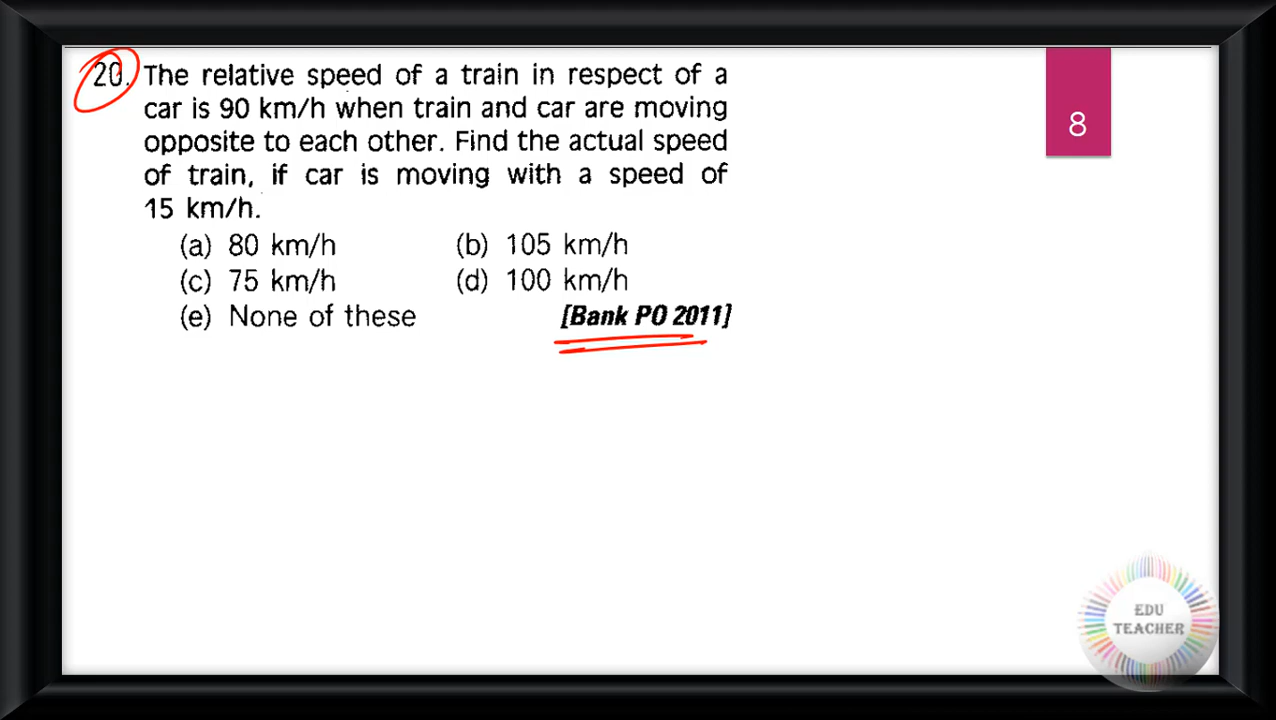 20. The relative speed of a train in respect of a
car is 90 km/h when train and car are moving
opposite to each other. Find the actual speed
of train, if car is moving with a speed of
15 km/h.
(a) 80 km/h (b) 105 km/h
(c) 75 km/h (d) 100 km/h
(e) None of these [Bank PO 2011]
8
EDU
TEACHER